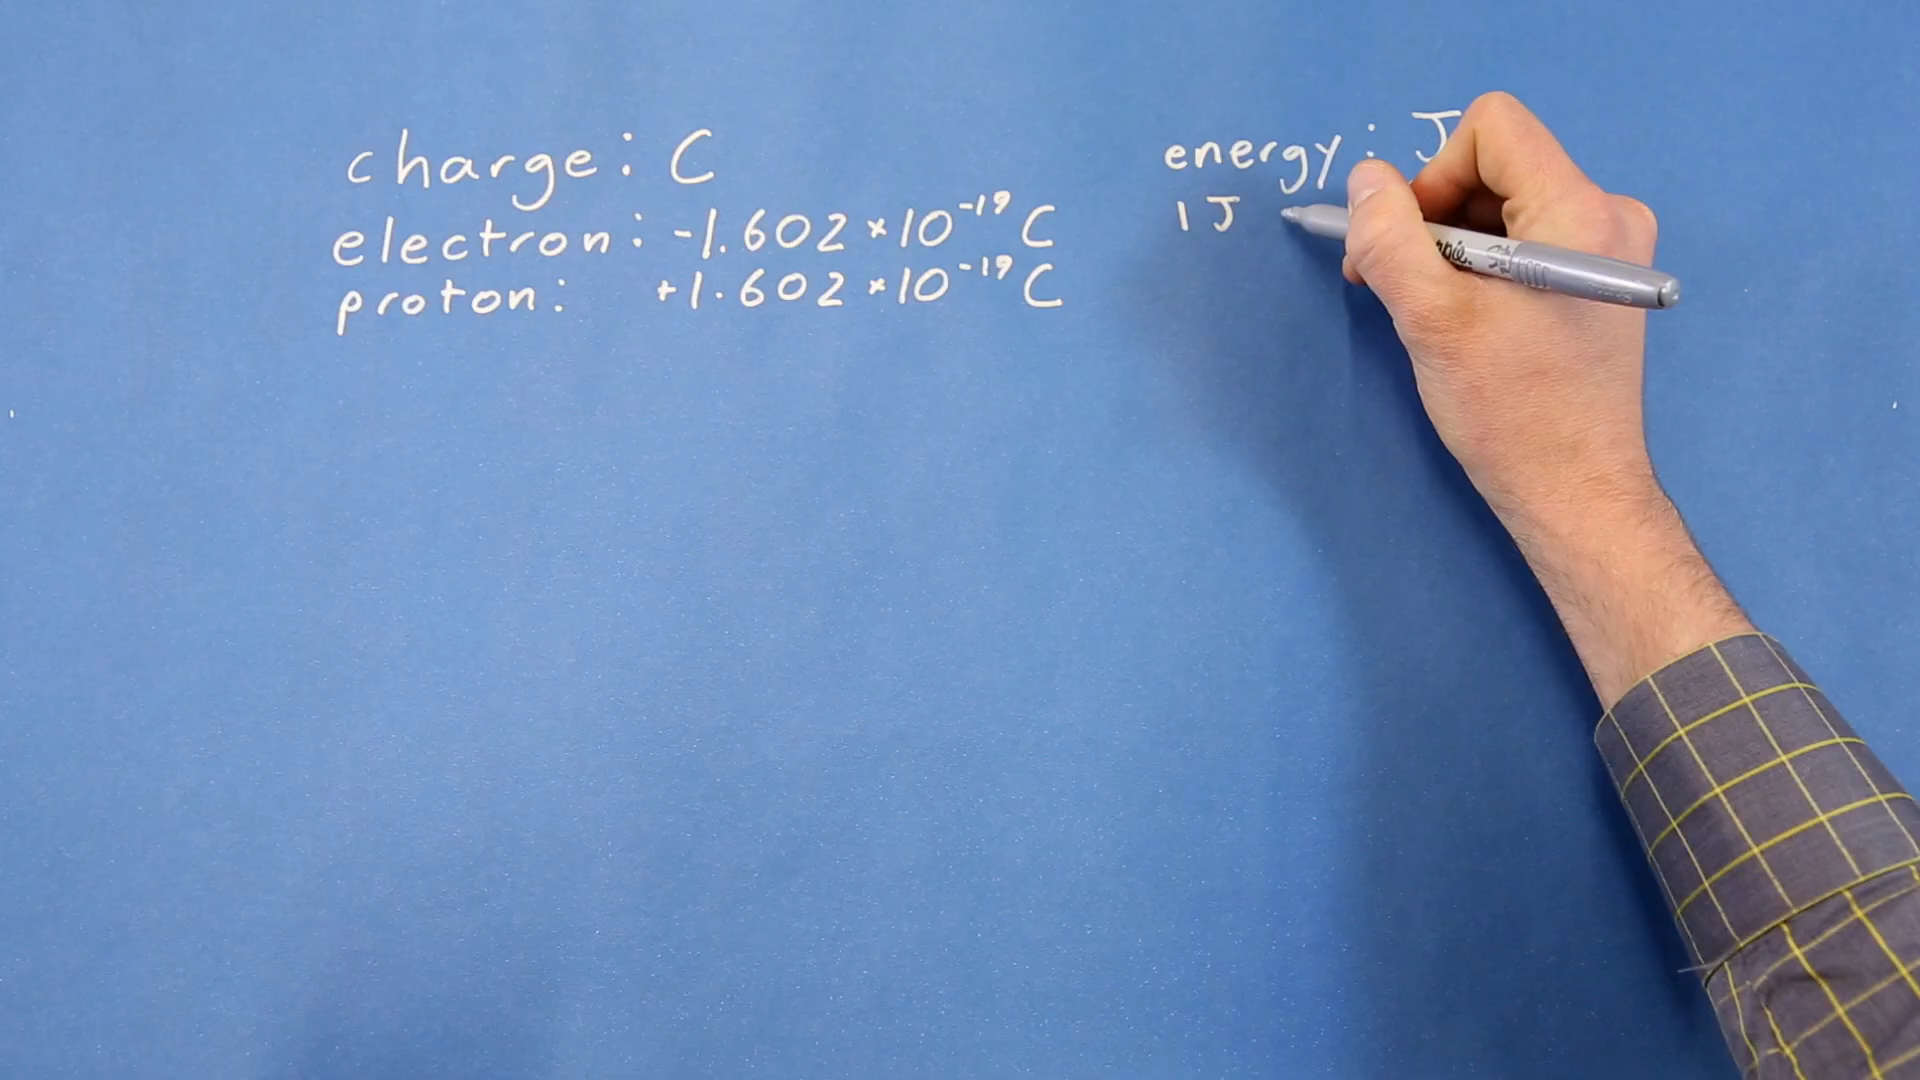 charge: C
electron: -1.602 × 10⁻¹⁹ C
proton: +1.602 × 10⁻¹⁹ C
energy: J
1 J